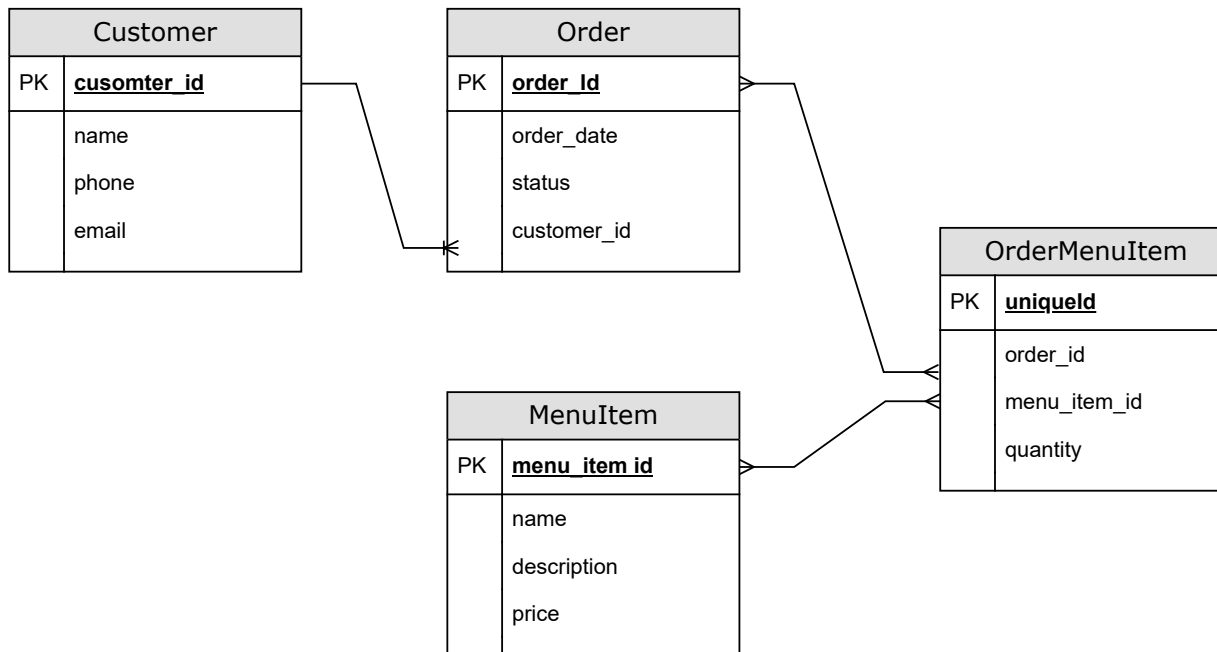 Customer
PK cusomter_id
name
phone
email
Order
PK order_Id
order_date
status
customer_id
OrderMenuItem
PK uniqueId
order_id
menu_item_id
quantity
MenuItem
PK menu_item id
name
description
price